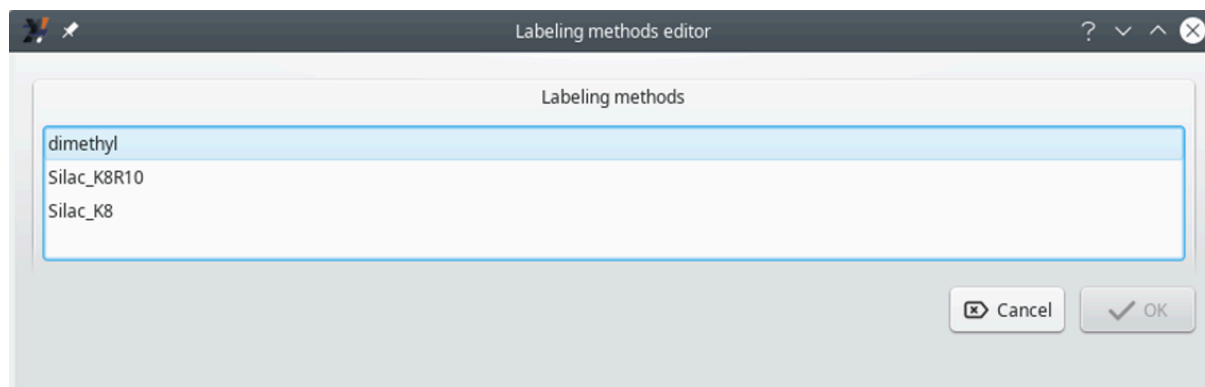 Labeling methods editor
Labeling methods
dimethyl
Silac_K8R10
Silac_K8
Cancel
OK